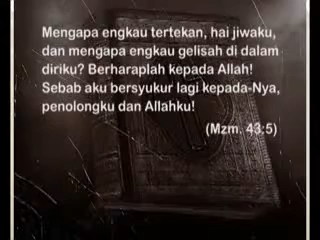 Mengapa engkau tertekan, hai jiwaku,
dan mengapa engkau gelisah di dalam
diriku? Berharaplah kepada Allah!
Sebab aku bersyukur lagi kepada-Nya,
penolongku dan Allahku!
(Mzm. 43:5)